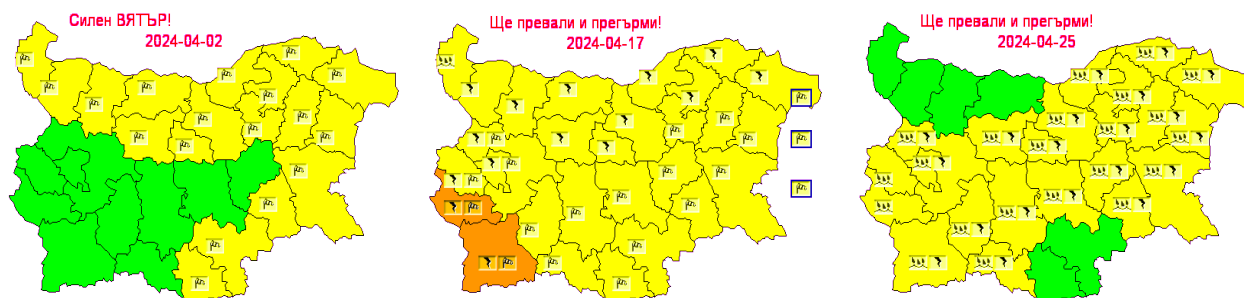 Силен ВЯТЪР!
2024-04-02
Ще превали и прегърми!
2024-04-17
Ще превали и прегърми!
2024-04-25